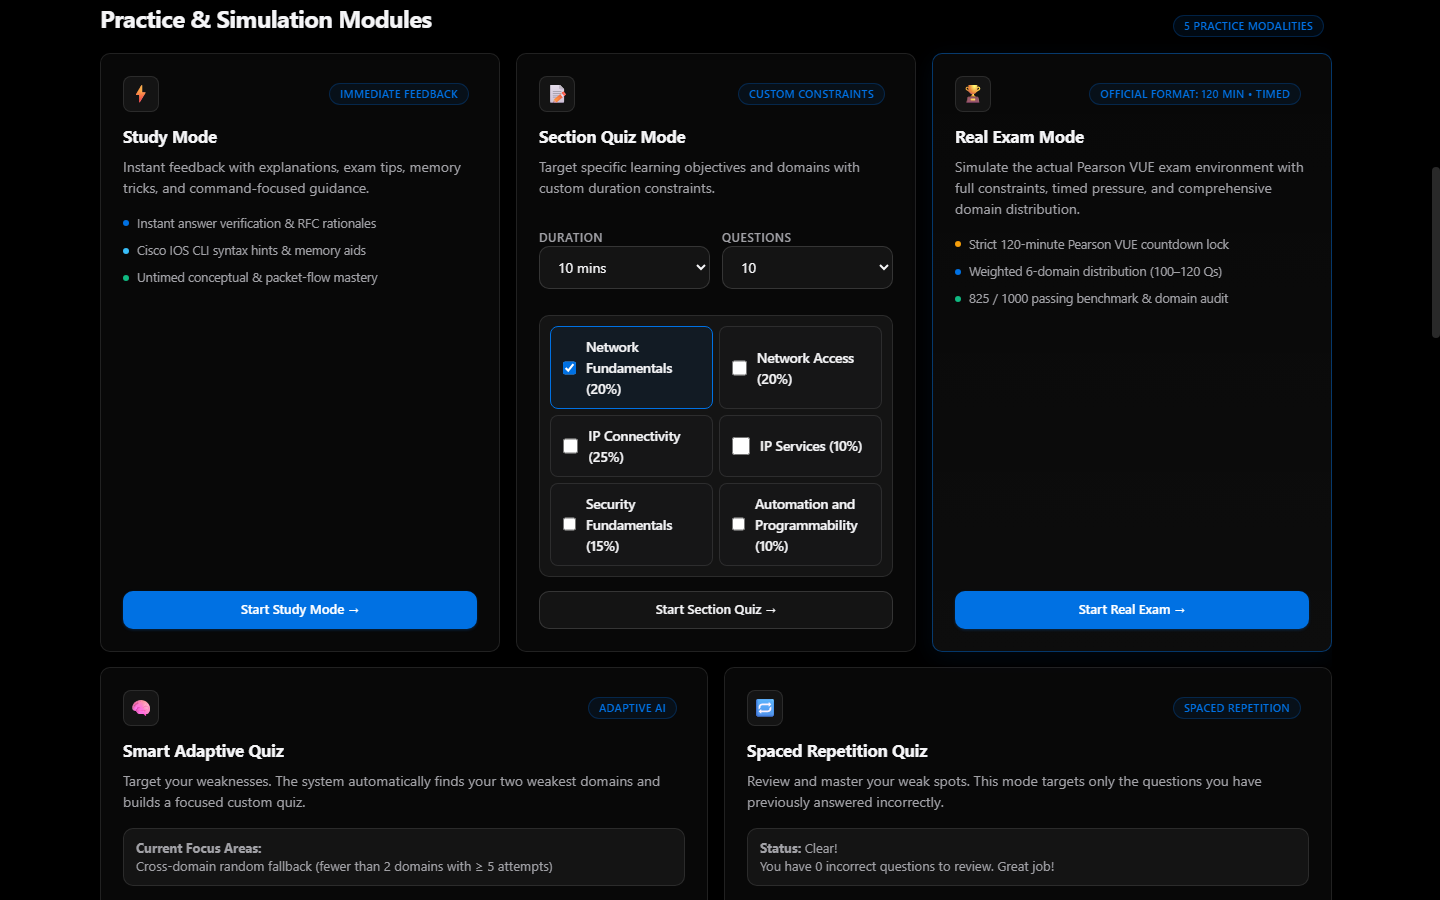 Practice & Simulation Modules
5 PRACTICE MODALITIES
IMMEDIATE FEEDBACK
Study Mode
Instant feedback with explanations, exam tips, memory
tricks, and command-focused guidance.
Instant answer verification & RFC rationales
Cisco IOS CLI syntax hints & memory aids
Untimed conceptual & packet-flow mastery
Start Study Mode →
CUSTOM CONSTRAINTS
Section Quiz Mode
Target specific learning objectives and domains with
custom duration constraints.
DURATION
QUESTIONS
10 mins
10
Network
Fundamentals
(20%)
Network Access
(20%)
IP Connectivity
(25%)
IP Services (10%)
Security
Fundamentals
(15%)
Automation and
Programmability
(10%)
Start Section Quiz →
OFFICIAL FORMAT: 120 MIN • TIMED
Real Exam Mode
Simulate the actual Pearson VUE exam environment with
full constraints, timed pressure, and comprehensive
domain distribution.
Strict 120-minute Pearson VUE countdown lock
Weighted 6-domain distribution (100–120 Qs)
825 / 1000 passing benchmark & domain audit
Start Real Exam →
ADAPTIVE AI
Smart Adaptive Quiz
Target your weaknesses. The system automatically finds your two weakest domains and
builds a focused custom quiz.
Current Focus Areas:
Cross-domain random fallback (fewer than 2 domains with ≥ 5 attempts)
SPACED REPETITION
Spaced Repetition Quiz
Review and master your weak spots. This mode targets only the questions you have
previously answered incorrectly.
Status: Clear!
You have 0 incorrect questions to review. Great job!